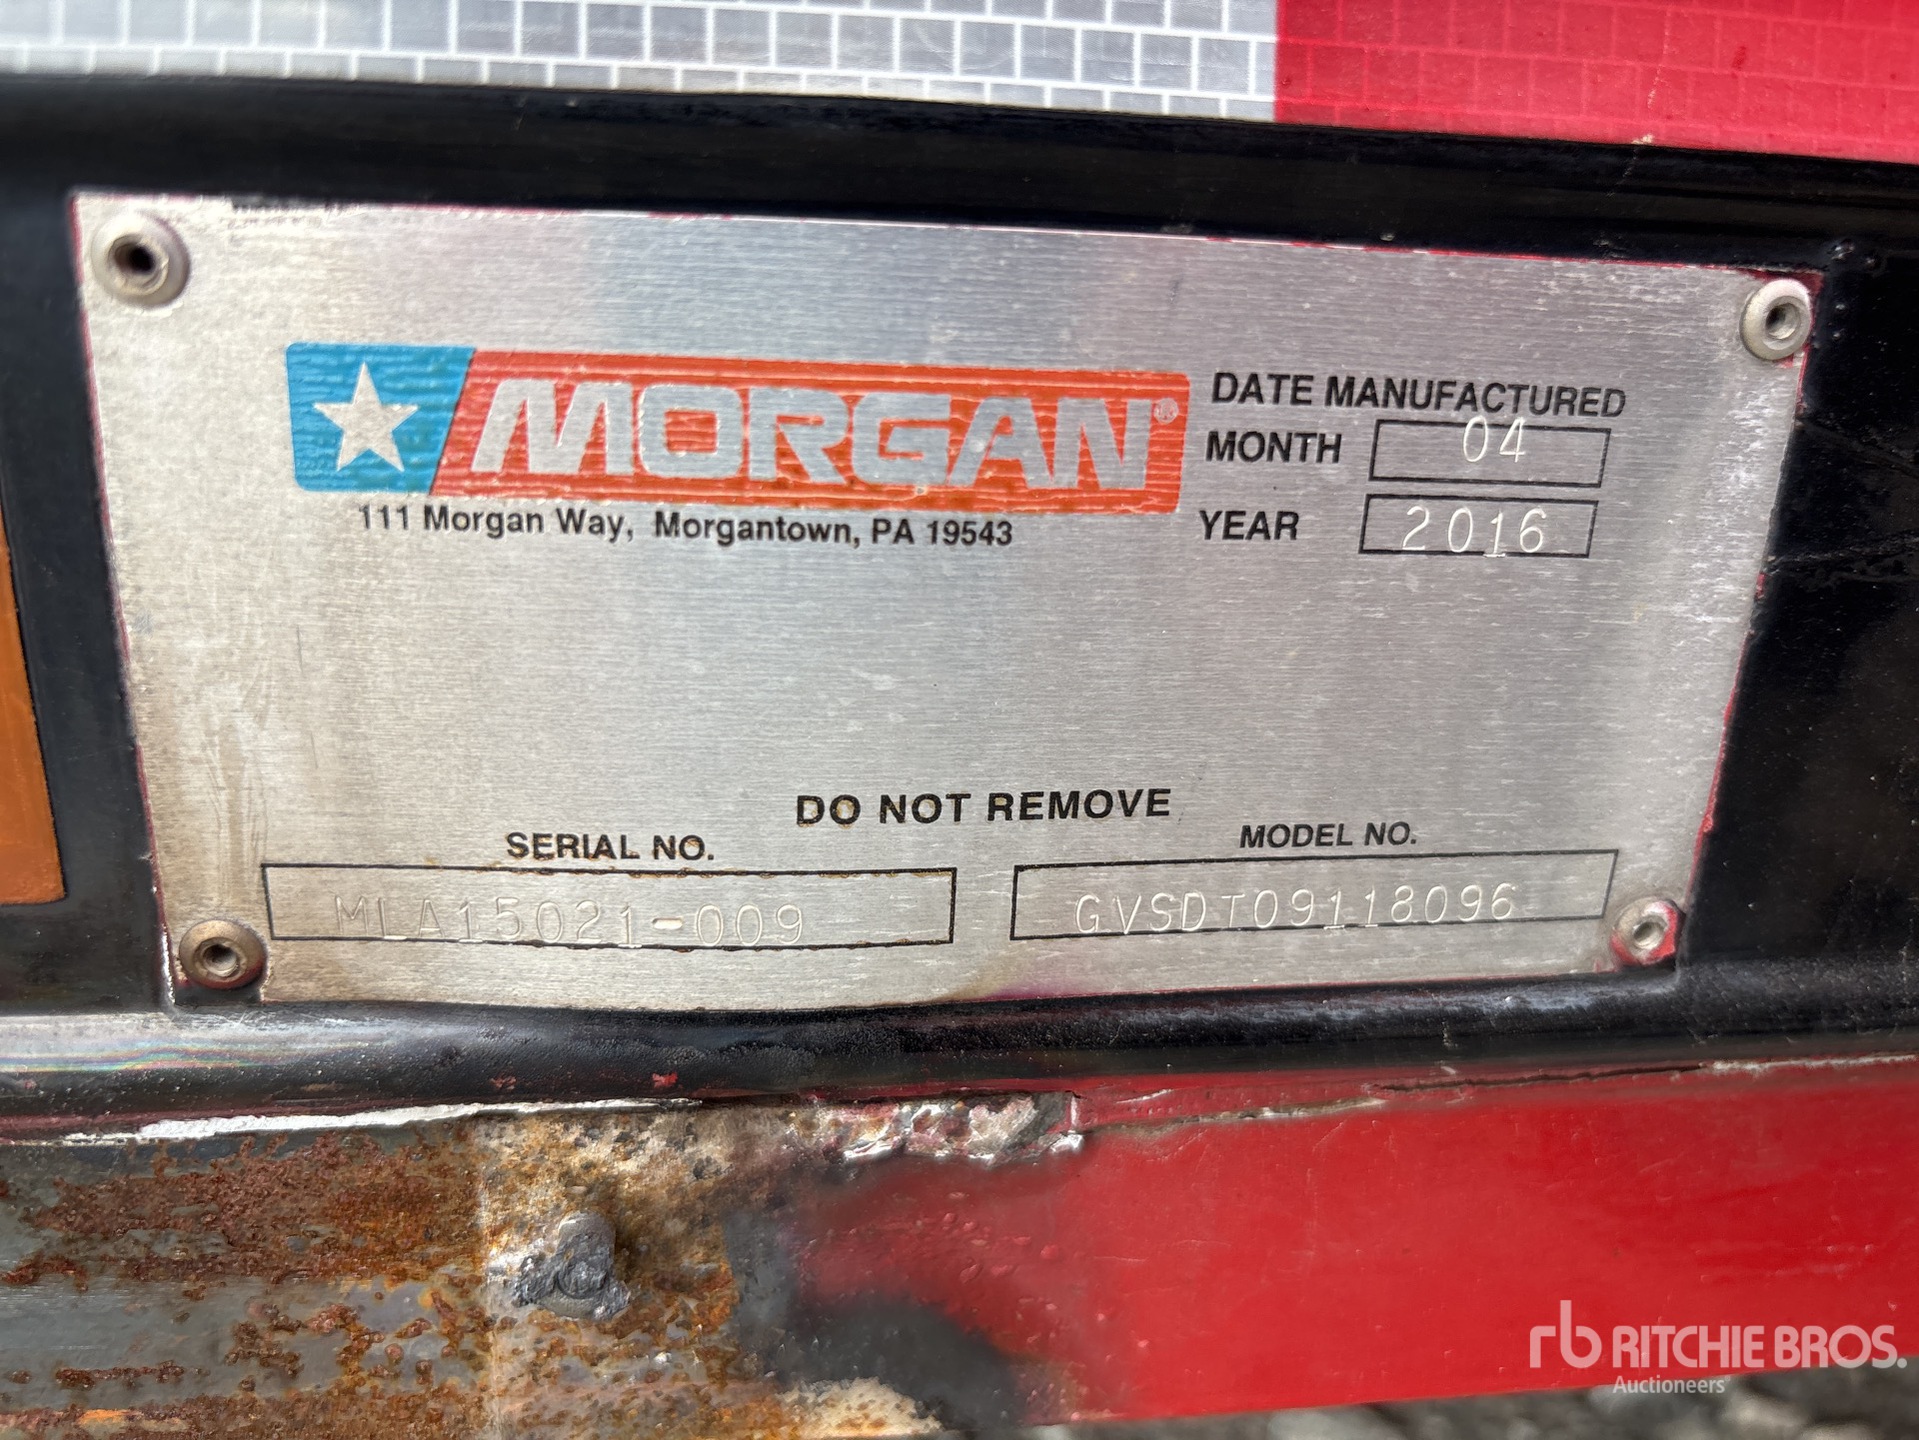 MORGAN®
111 Morgan Way, Morgantown, PA 19543
DATE MANUFACTURED
MONTH 04
YEAR 2016
DO NOT REMOVE
SERIAL NO.
MLA15021-009
MODEL NO.
GVSDT09118096
rb RITCHIE BROS.
Auctioneers